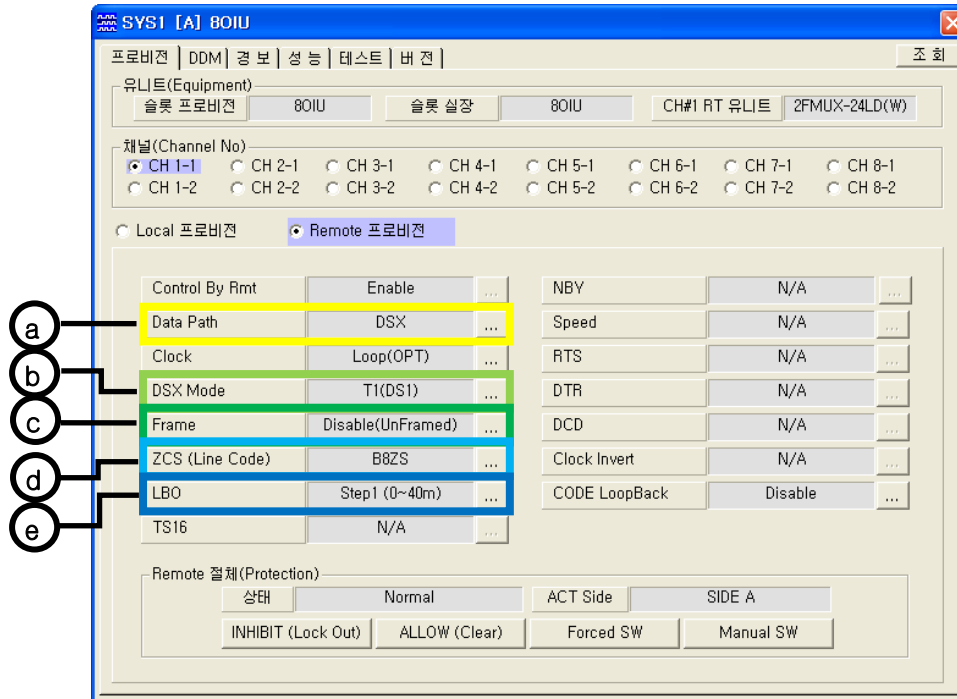 SYS1 [A] 8OIU
프로비전 DDM 경 보 성 능 테스트 버 전 조 회
유니트(Equipment)
슬롯 프로비전 8OIU 슬롯 실장 8OIU CH#1 RT 유니트 2FMUX-24LD(W)
채널(Channel No)
CH 1-1 CH 2-1 CH 3-1 CH 4-1 CH 5-1 CH 6-1 CH 7-1 CH 8-1
CH 1-2 CH 2-2 CH 3-2 CH 4-2 CH 5-2 CH 6-2 CH 7-2 CH 8-2
Local 프로비전 Remote 프로비전
Control By Rmt Enable ... NBY N/A ...
a Data Path DSX ... Speed N/A ...
Clock Loop(OPT) ... RTS N/A ...
b DSX Mode T1(DS1) ... DTR N/A ...
c Frame Disable(UnFramed) ... DCD N/A ...
d ZCS (Line Code) B8ZS ... Clock Invert N/A ...
e LBO Step1 (0~40m) ... CODE LoopBack Disable ...
TS16 N/A ...
Remote 절체(Protection)
상태 Normal ACT Side SIDE A
INHIBIT (Lock Out) ALLOW (Clear) Forced SW Manual SW